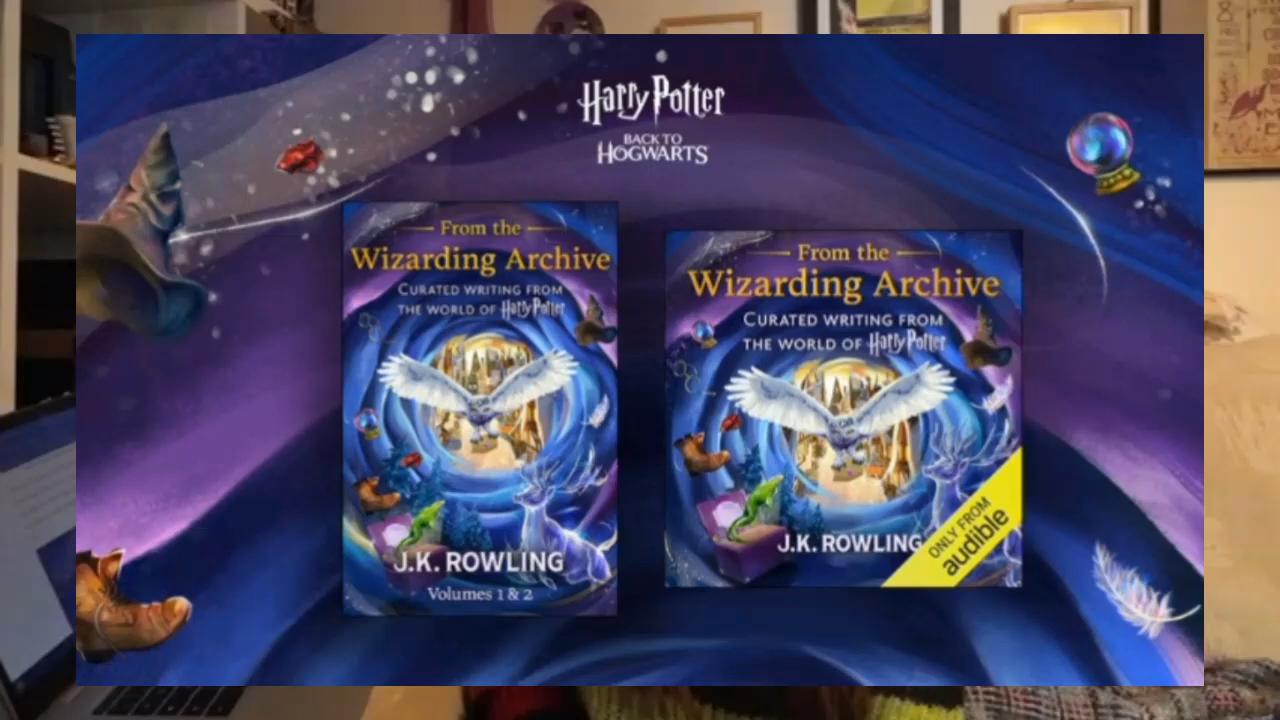 Harry Potter
BACK TO
HOGWARTS
From the
Wizarding Archive
CURATED WRITING FROM
THE WORLD OF Harry Potter
J.K. ROWLING
Volumes 1 & 2
From the
Wizarding Archive
CURATED WRITING FROM
THE WORLD OF Harry Potter
J.K. ROWLING
ONLY FROM
audible